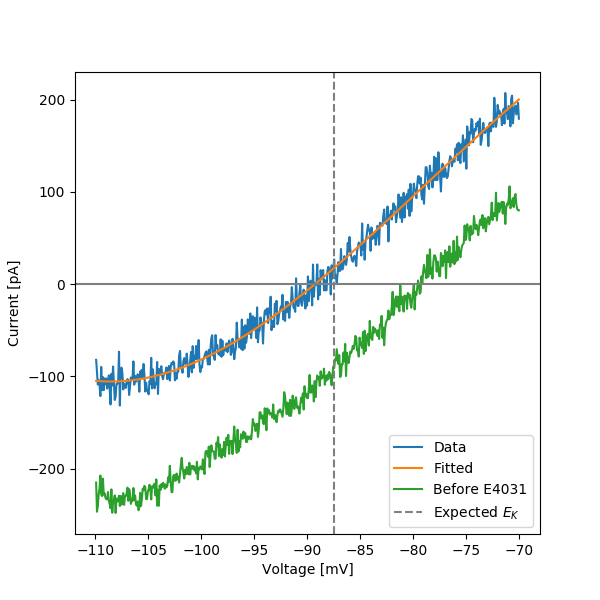 200
100
0
−100
−200
Current [pA]
−110
−105
−100
−95
−90
−85
−80
−75
−70
Voltage [mV]
Data
Fitted
Before E4031
Expected E_K